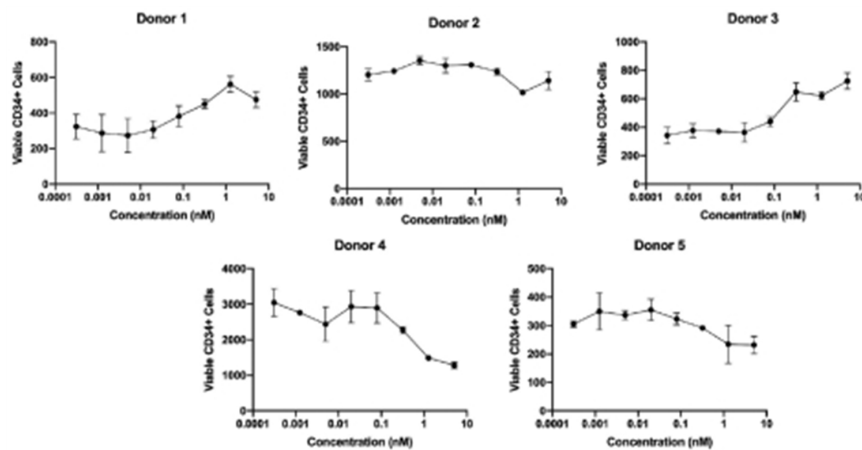 Donor 1
Viable CD34+ Cells
800
600
400
200
0
0.0001 0.001 0.01 0.1 1 10
Concentration (nM)
Donor 2
Viable CD34+ Cells
1500
1000
500
0
0.0001 0.001 0.01 0.1 1 10
Concentration (nM)
Donor 3
Viable CD34+ Cells
1000
800
600
400
200
0
0.0001 0.001 0.01 0.1 1 10
Concentration (nM)
Donor 4
Viable CD34+ Cells
4000
3000
2000
1000
0
0.0001 0.001 0.01 0.1 1 10
Concentration (nM)
Donor 5
Viable CD34+ Cells
500
400
300
200
100
0
0.0001 0.001 0.01 0.1 1 10
Concentration (nM)